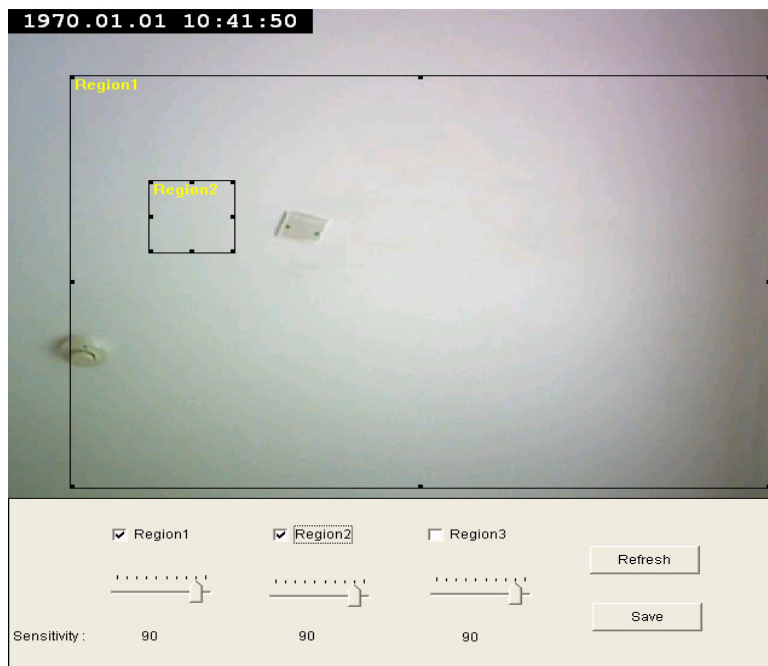 1970.01.01 10:41:50
Region1
Region2
Region1 Region2 Region3
Refresh
Save
Sensitivity : 90 90 90